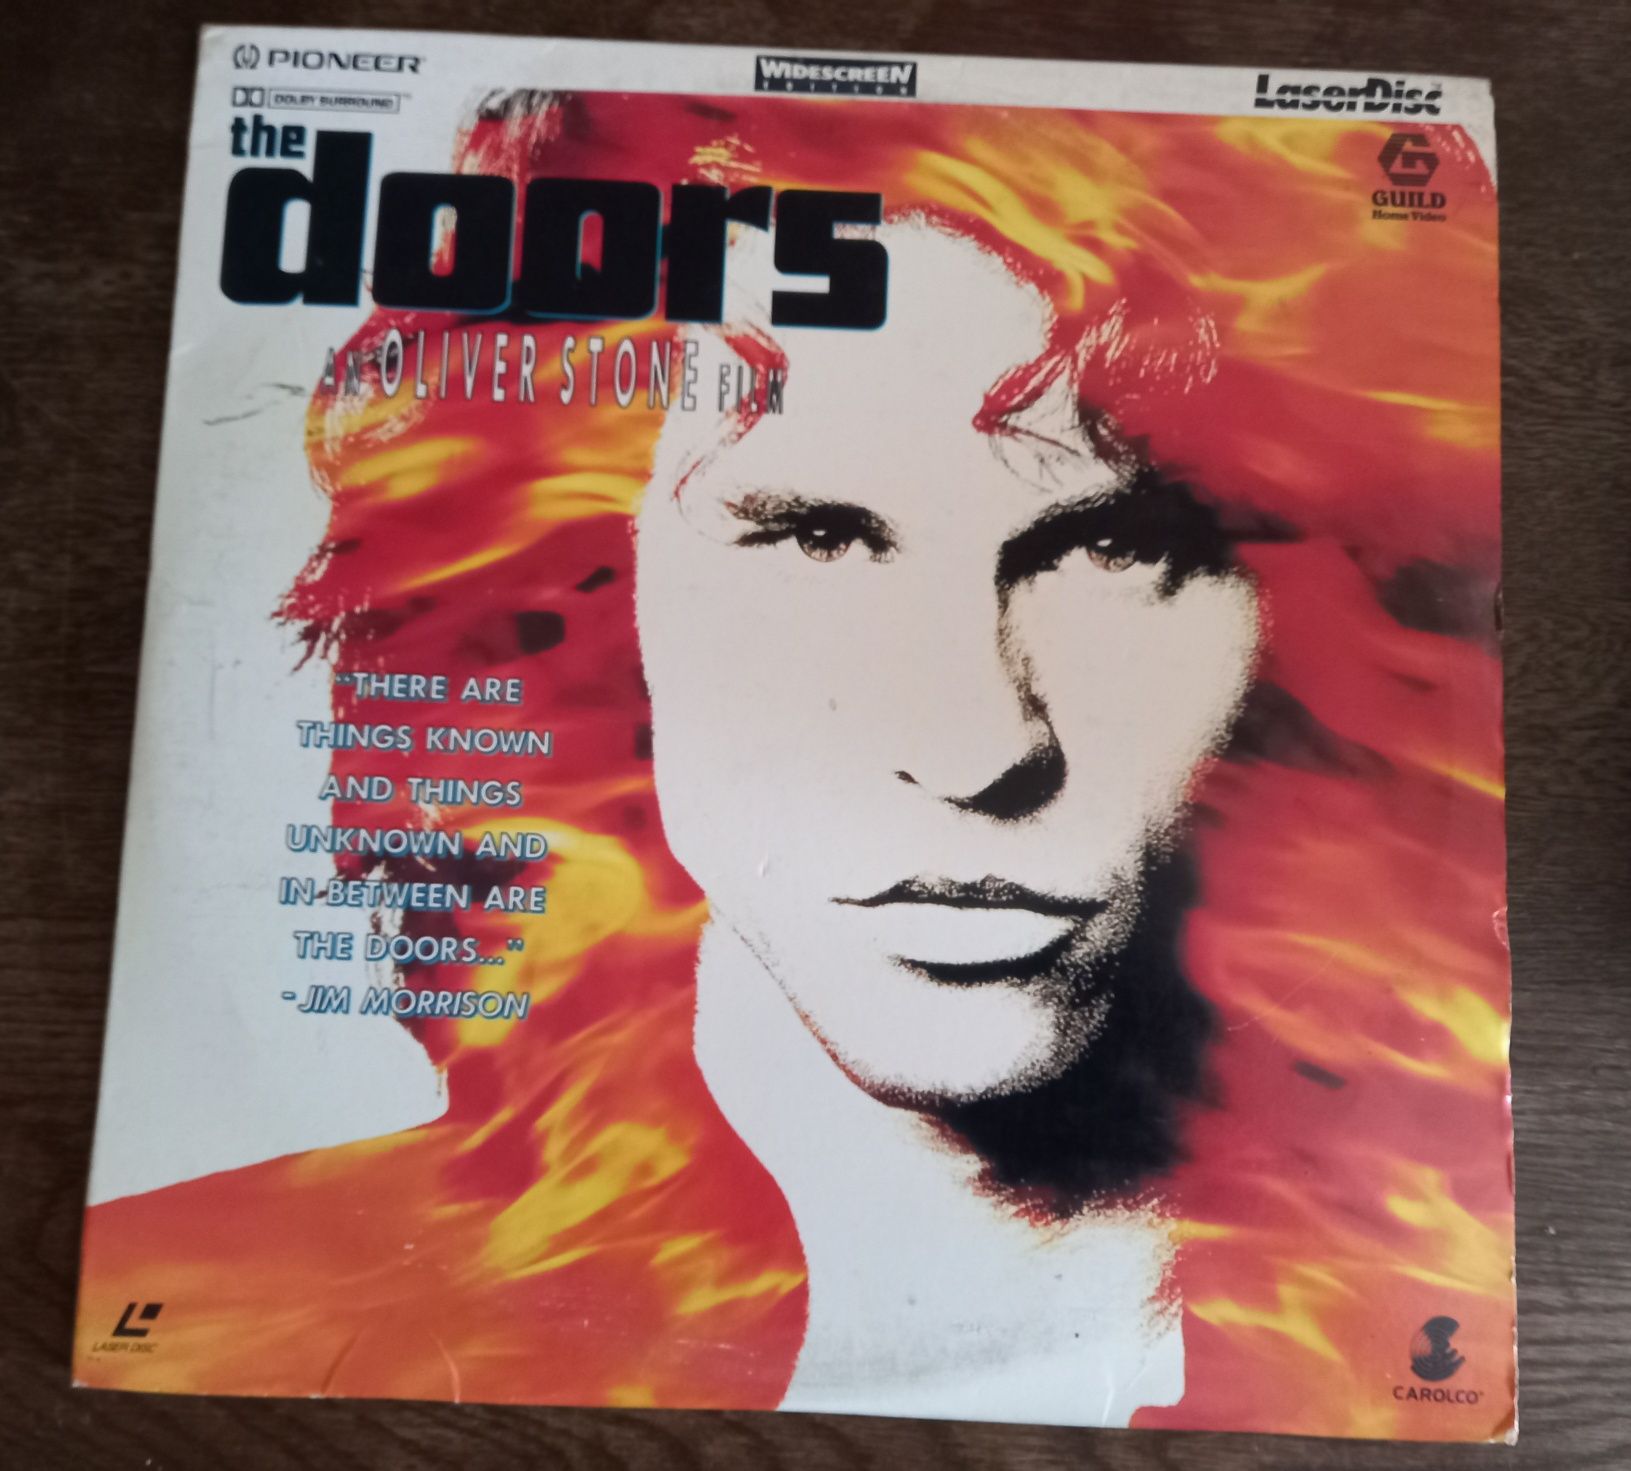 PIONEER
WIDESCREEN
EDITION
LaserDisc
DOLBY SURROUND
the
doors
GUILD
Home Video
AN OLIVER STONE FILM
"THERE ARE
THINGS KNOWN
AND THINGS
UNKNOWN AND
IN BETWEEN ARE
THE DOORS..."
- JIM MORRISON
LASER DISC
CAROLCO